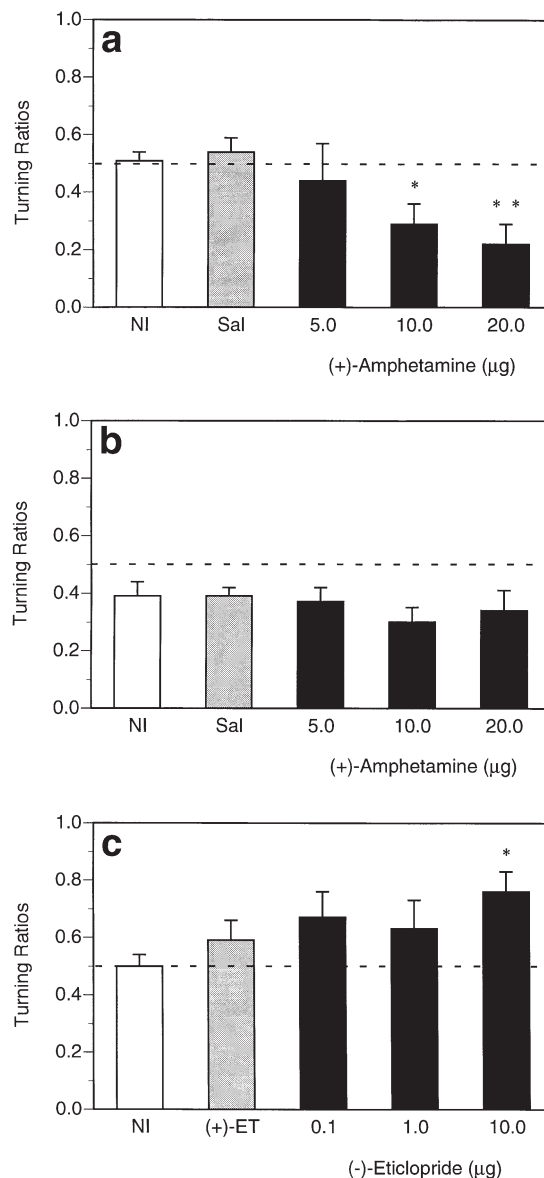 a
1.0
0.8
0.6
0.4
0.2
0.0
Turning Ratios
*
* *
NI Sal 5.0 10.0 20.0
(+)-Amphetamine (µg)
b
1.0
0.8
0.6
0.4
0.2
0.0
Turning Ratios
NI Sal 5.0 10.0 20.0
(+)-Amphetamine (µg)
c
1.0
0.8
0.6
0.4
0.2
0.0
Turning Ratios
*
NI (+)-ET 0.1 1.0 10.0
(-)-Eticlopride (µg)